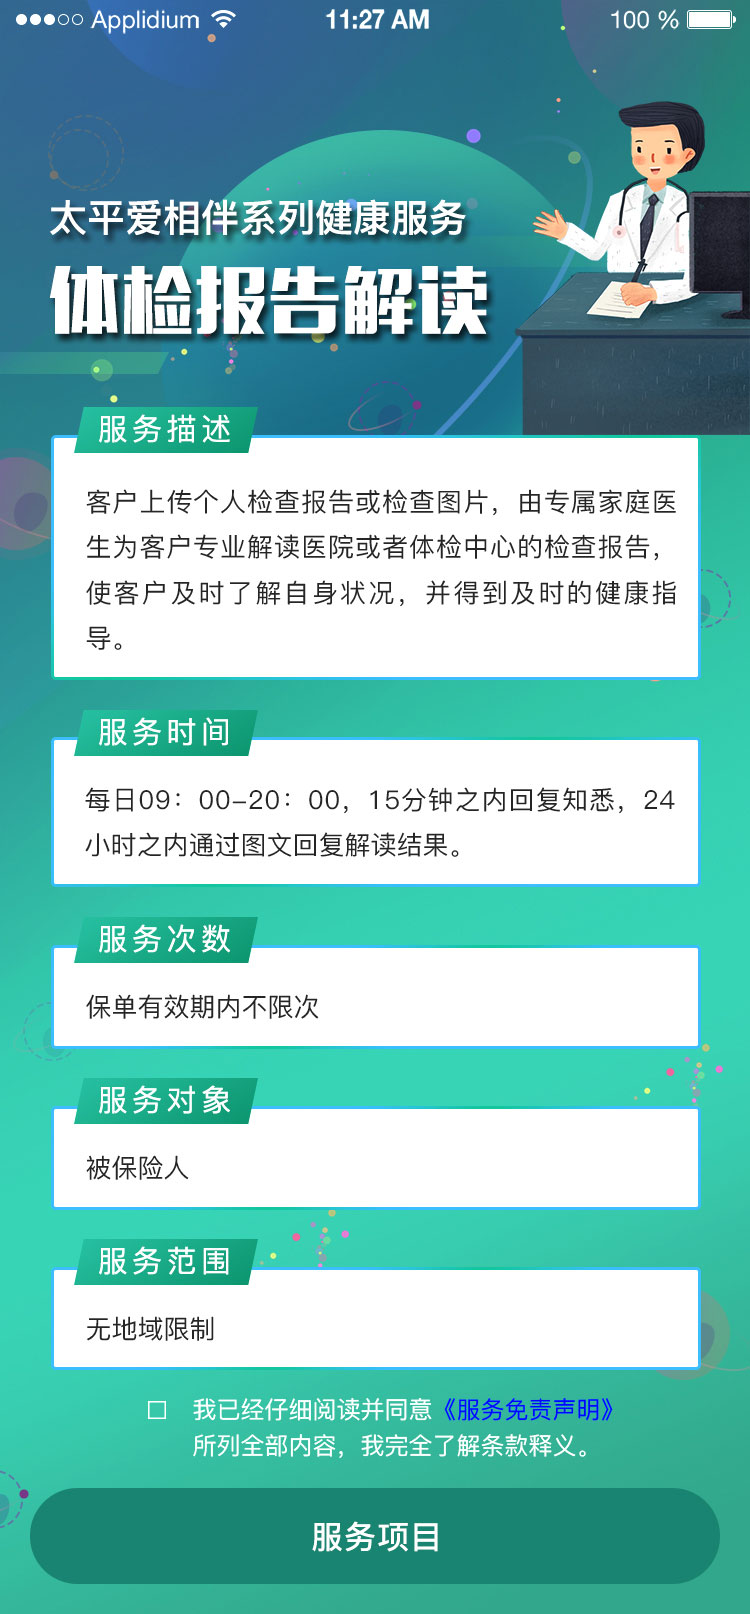 Applidium 11:27 AM 100 %
太平爱相伴系列健康服务
体检报告解读
服务描述
客户上传个人检查报告或检查图片，由专属家庭医
生为客户专业解读医院或者体检中心的检查报告，
使客户及时了解自身状况，并得到及时的健康指
导。
服务时间
每日09：00-20：00，15分钟之内回复知悉，24
小时之内通过图文回复解读结果。
服务次数
保单有效期内不限次
服务对象
被保险人
服务范围
无地域限制
我已经仔细阅读并同意《服务免责声明》
所列全部内容，我完全了解条款释义。
服务项目